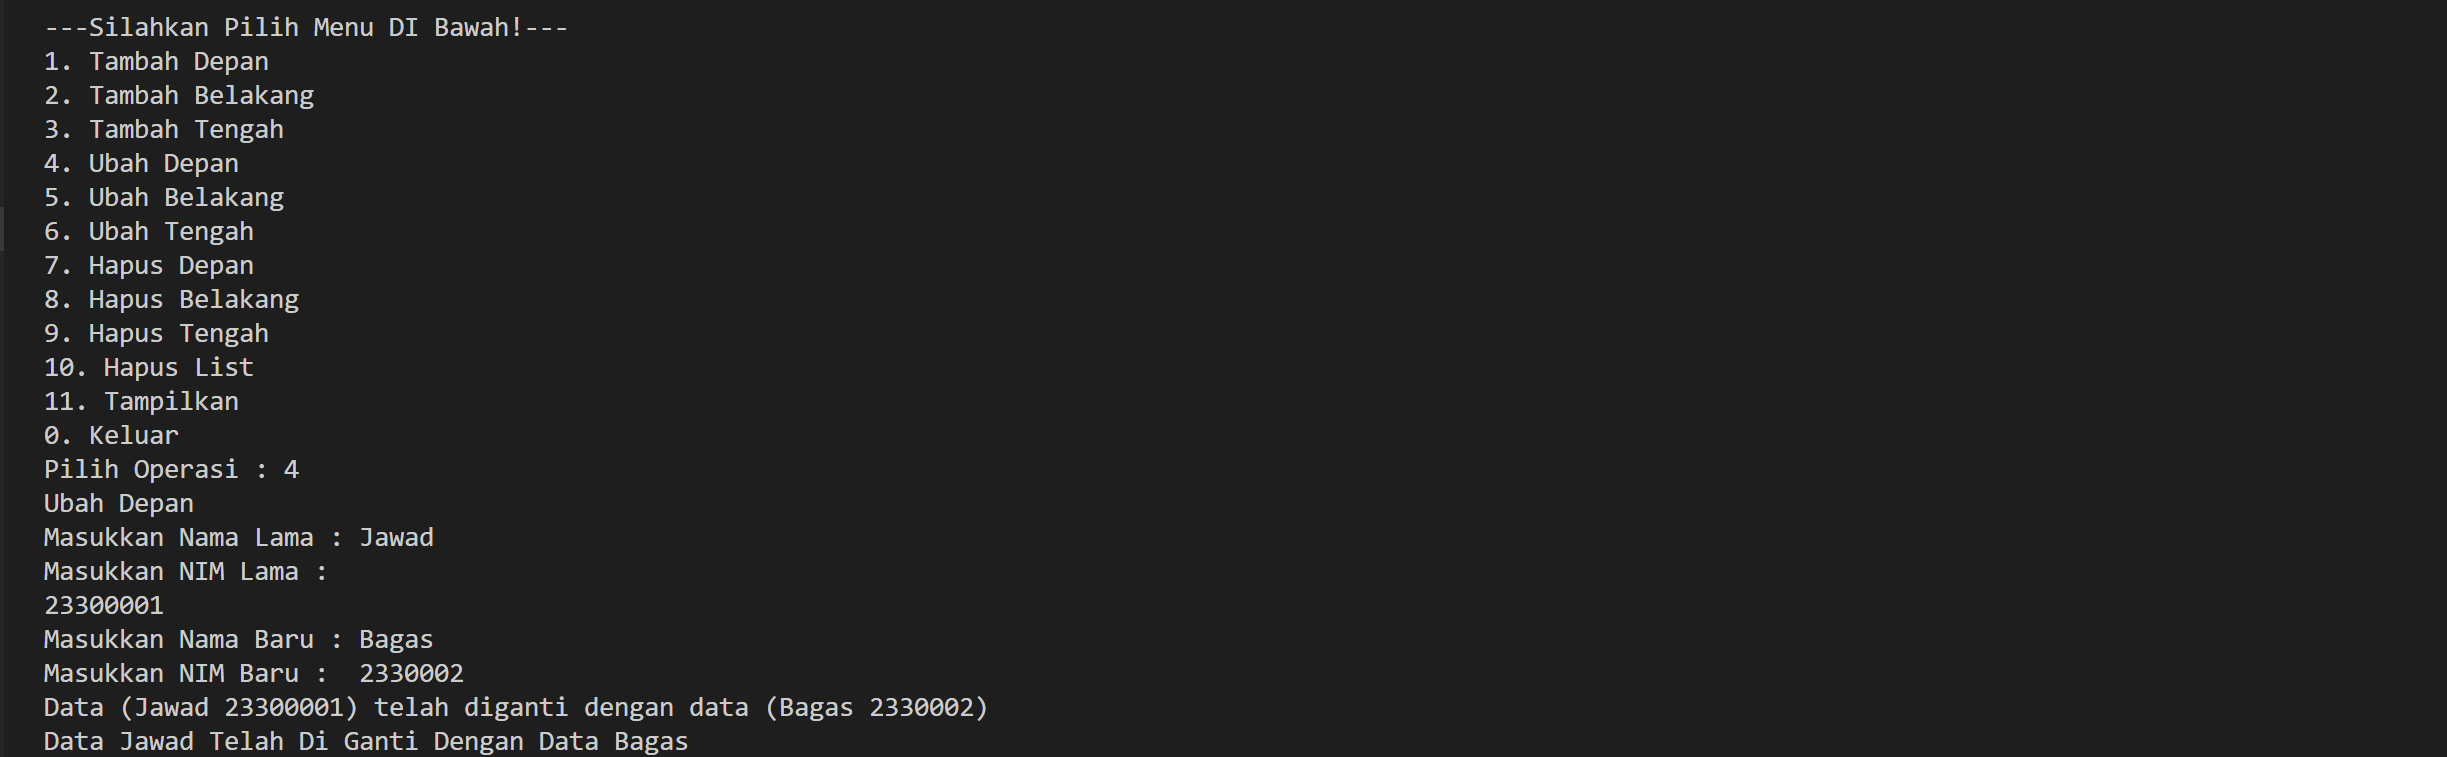 ---Silahkan Pilih Menu DI Bawah!---
1. Tambah Depan
2. Tambah Belakang
3. Tambah Tengah
4. Ubah Depan
5. Ubah Belakang
6. Ubah Tengah
7. Hapus Depan
8. Hapus Belakang
9. Hapus Tengah
10. Hapus List
11. Tampilkan
0. Keluar
Pilih Operasi : 4
Ubah Depan
Masukkan Nama Lama : Jawad
Masukkan NIM Lama :
23300001
Masukkan Nama Baru : Bagas
Masukkan NIM Baru :  2330002
Data (Jawad 23300001) telah diganti dengan data (Bagas 2330002)
Data Jawad Telah Di Ganti Dengan Data Bagas